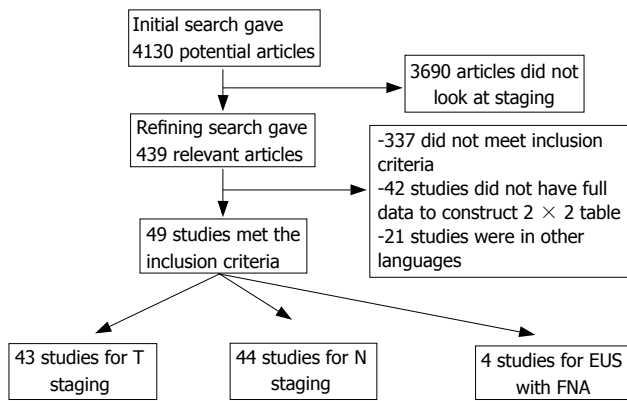 Initial search gave
4130 potential articles
3690 articles did not
look at staging
Refining search gave
439 relevant articles
-337 did not meet inclusion
criteria
-42 studies did not have full
data to construct 2 × 2 table
-21 studies were in other
languages
49 studies met the
inclusion criteria
43 studies for T
staging
44 studies for N
staging
4 studies for EUS
with FNA